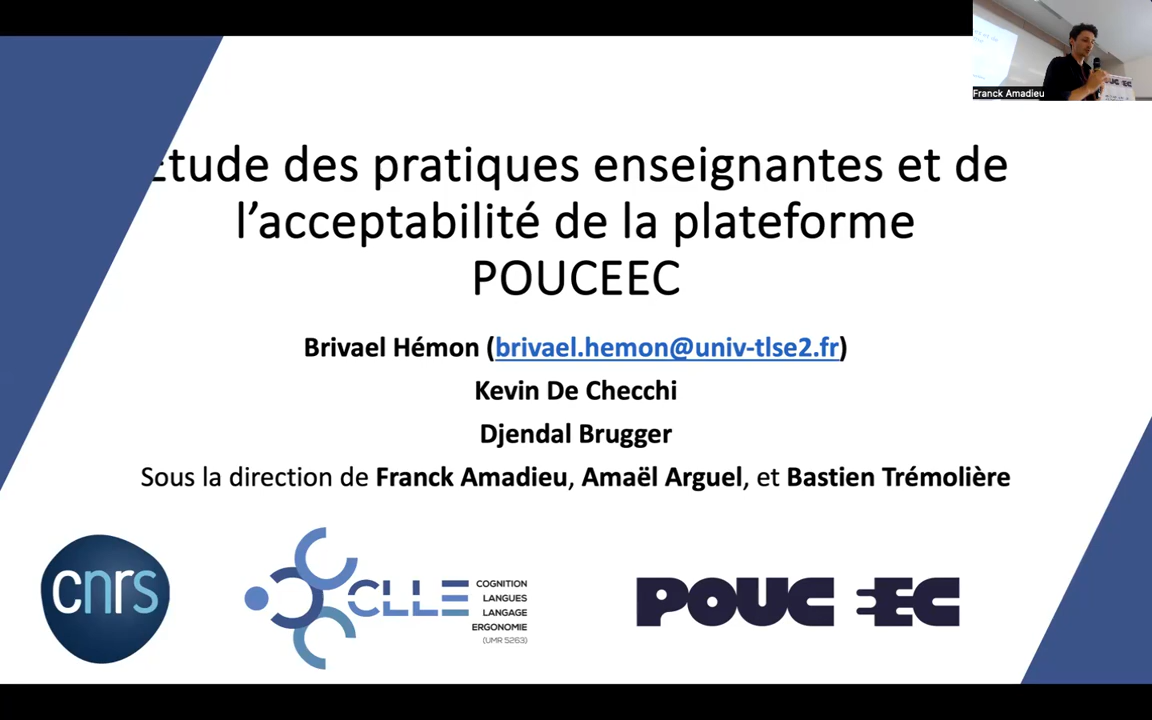 Franck Amadieu
Étude des pratiques enseignantes et de
l'acceptabilité de la plateforme
POUCEEC
Brivael Hémon (brivael.hemon@univ-tlse2.fr)
Kevin De Checchi
Djendal Brugger
Sous la direction de Franck Amadieu, Amaël Arguel, et Bastien Trémolière
cnrs
CLLE
COGNITION
LANGUES
LANGAGE
ERGONOMIE
(UMR 5263)
POUCEEC